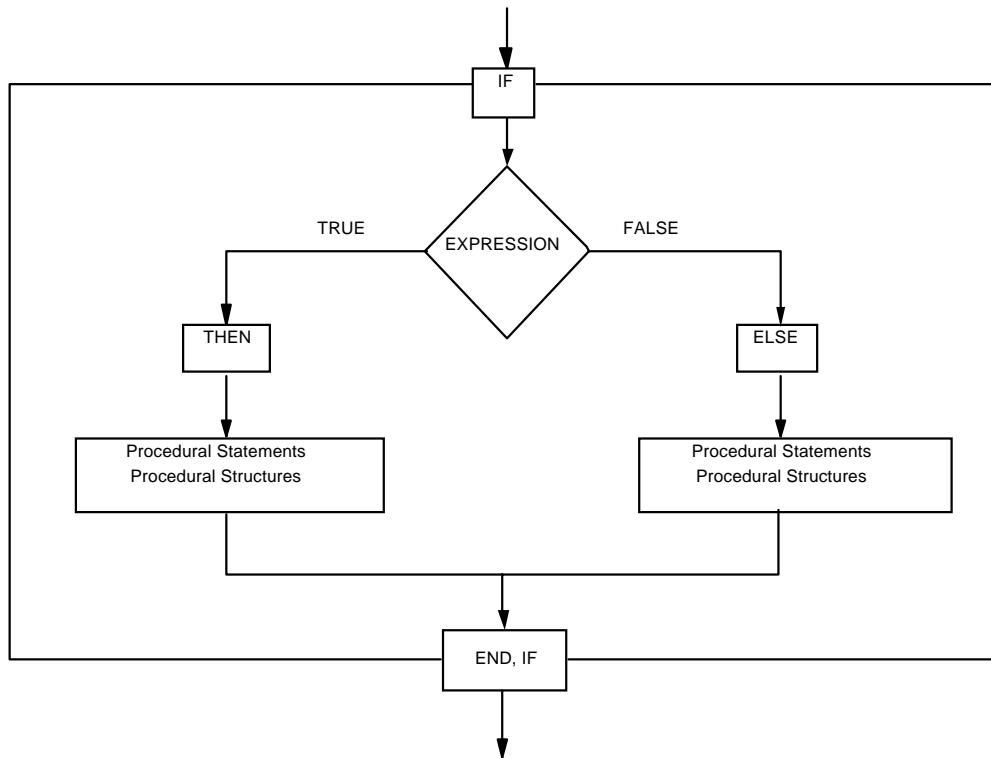 IF
TRUE
EXPRESSION
FALSE
THEN
ELSE
Procedural Statements
Procedural Structures
Procedural Statements
Procedural Structures
END, IF